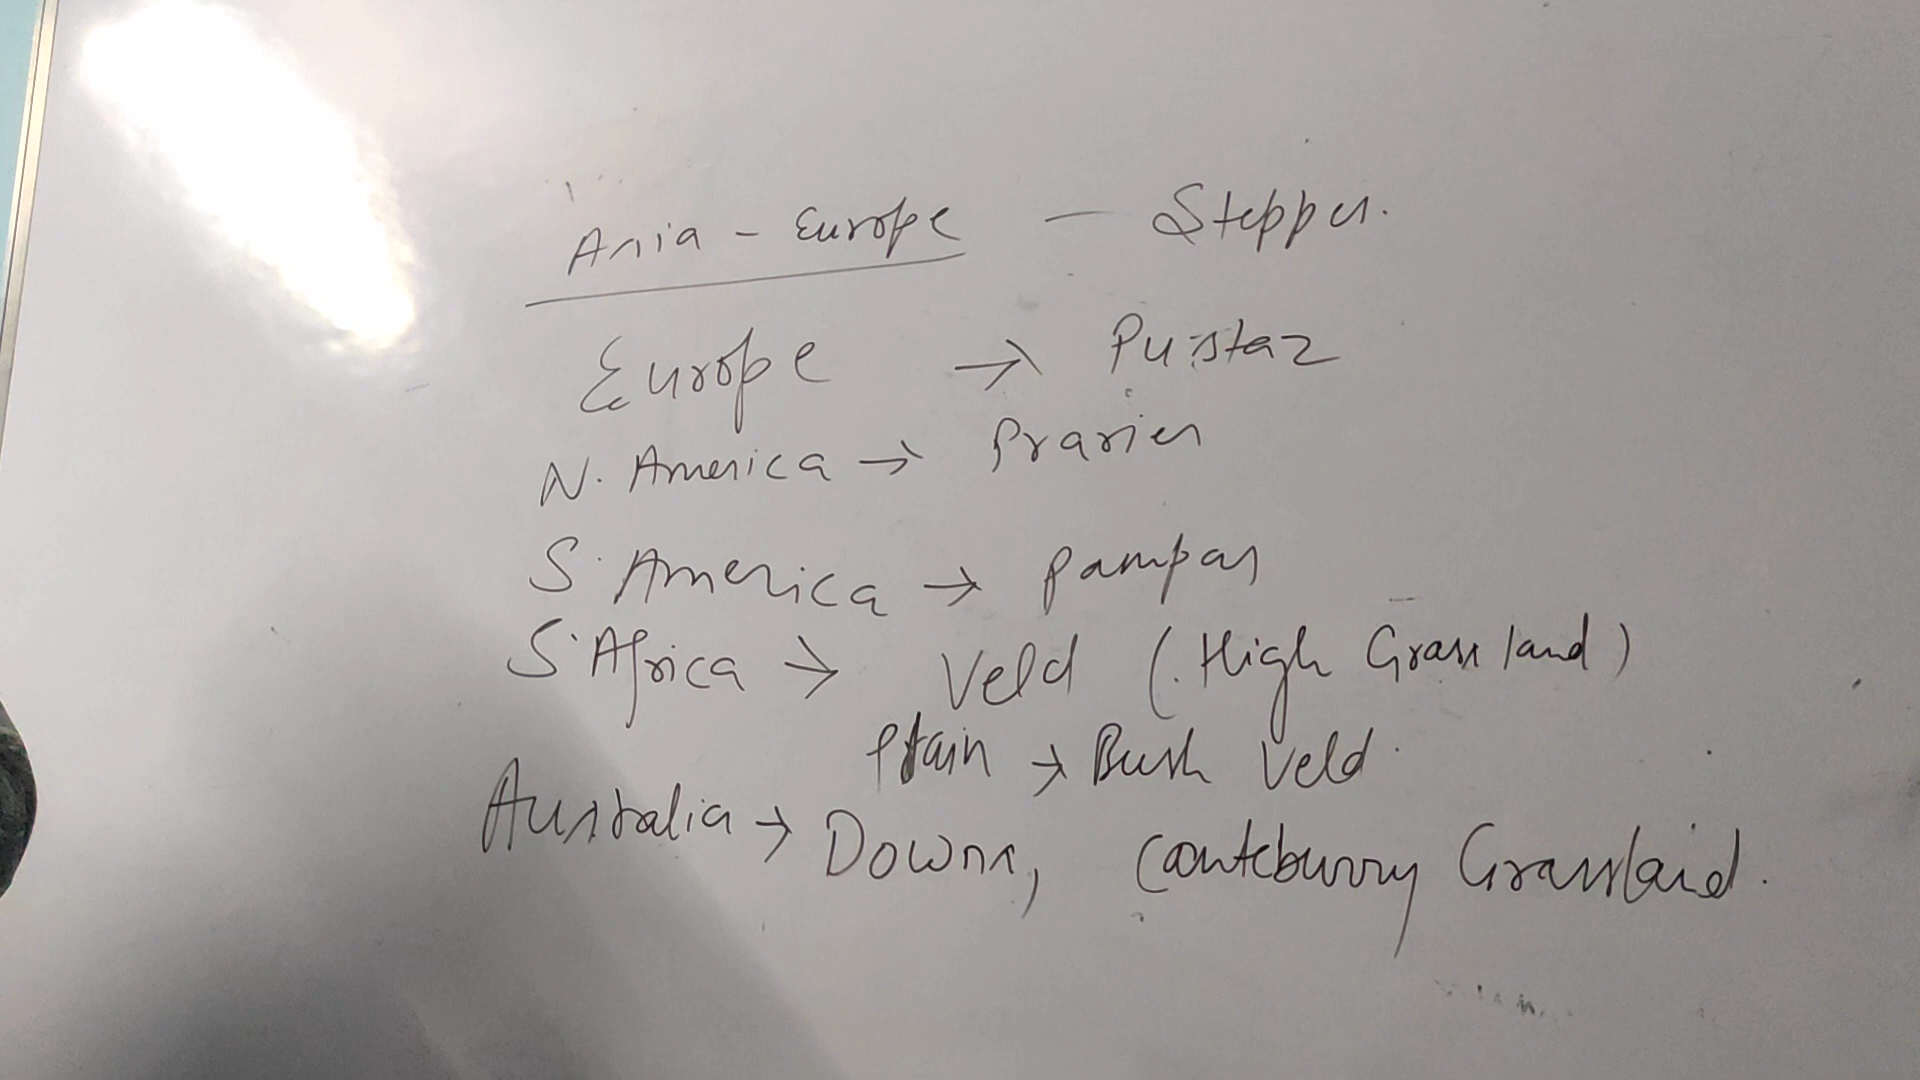 Asia - Europe - Steppes.
Europe → Pustaz
N. America → Praries
S. America → Pampas
S. Africa → Veld (High Grass land)
Plain → Bush Veld.
Australia → Downs, Canteburry Grassland.